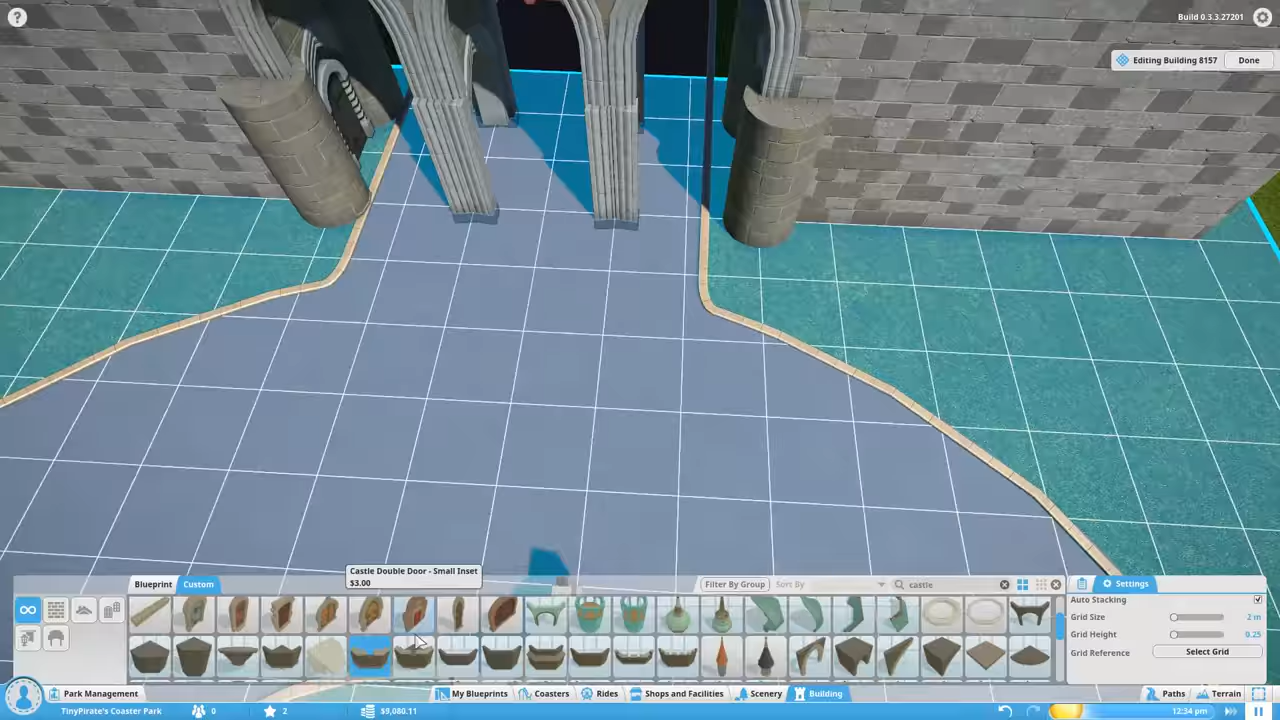 ?
Build 0.3.3.27201
Editing Building 8157
Done
Castle Double Door - Small Inset
$3.00
Blueprint
Custom
Filter By Group
Sort By
castle
Settings
Auto Stacking
Grid Size
2 m
Grid Height
0.25
Grid Reference
Select Grid
Park Management
My Blueprints
Coasters
Rides
Shops and Facilities
Scenery
Building
Paths
Terrain
TinyPirate's Coaster Park
0
2
$9,080.11
12:34 pm